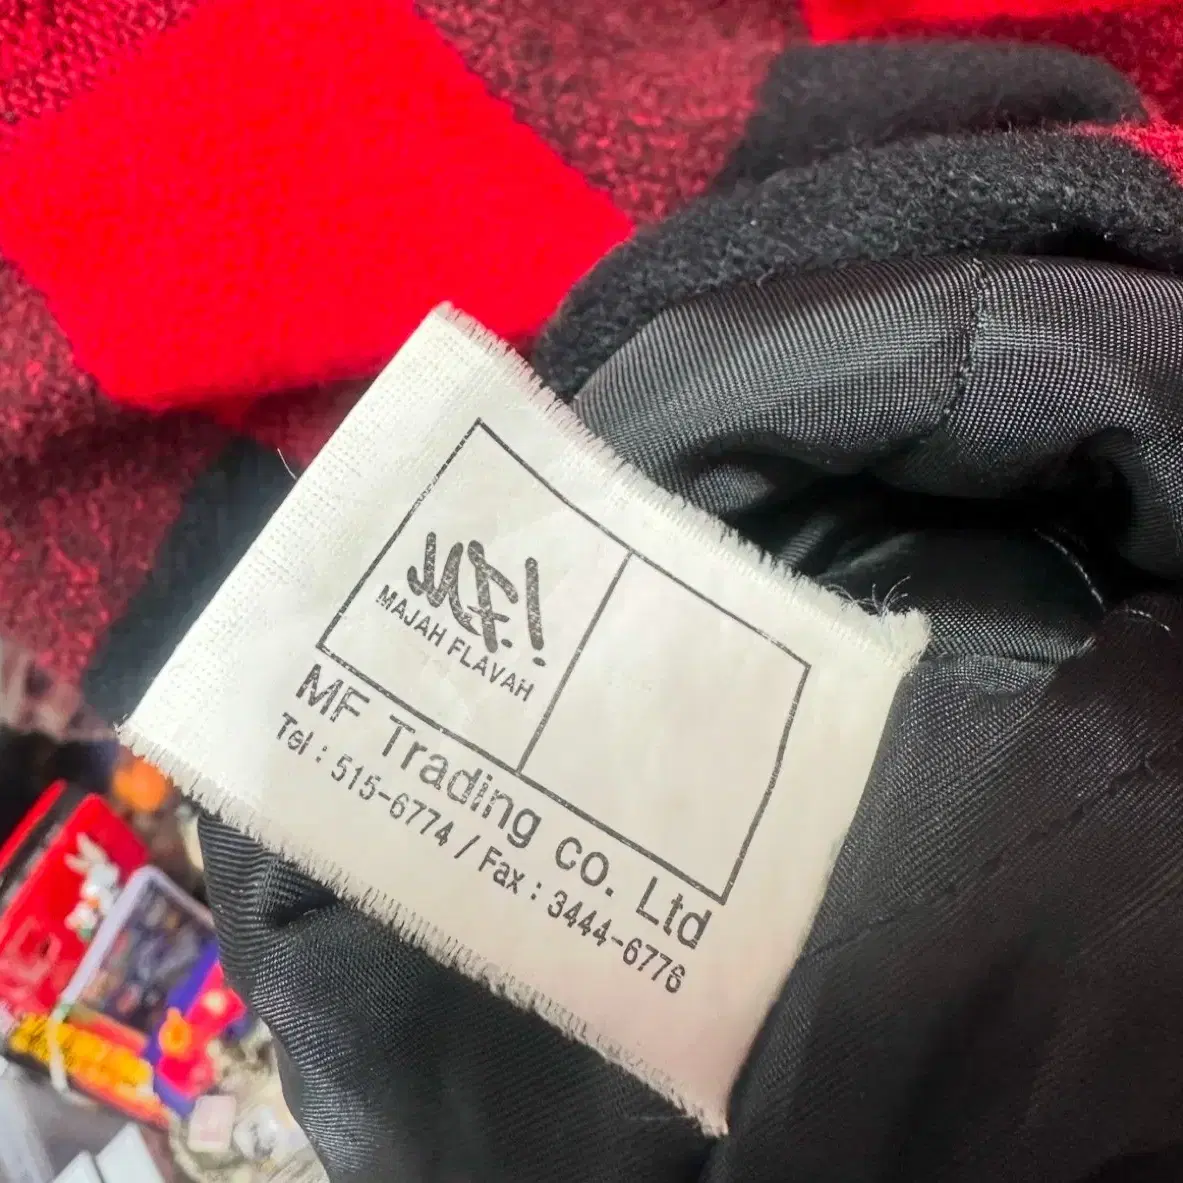 MAJAH FLAVAH
MF Trading co. Ltd
Tel : 515-6774 / Fax : 3444-6776